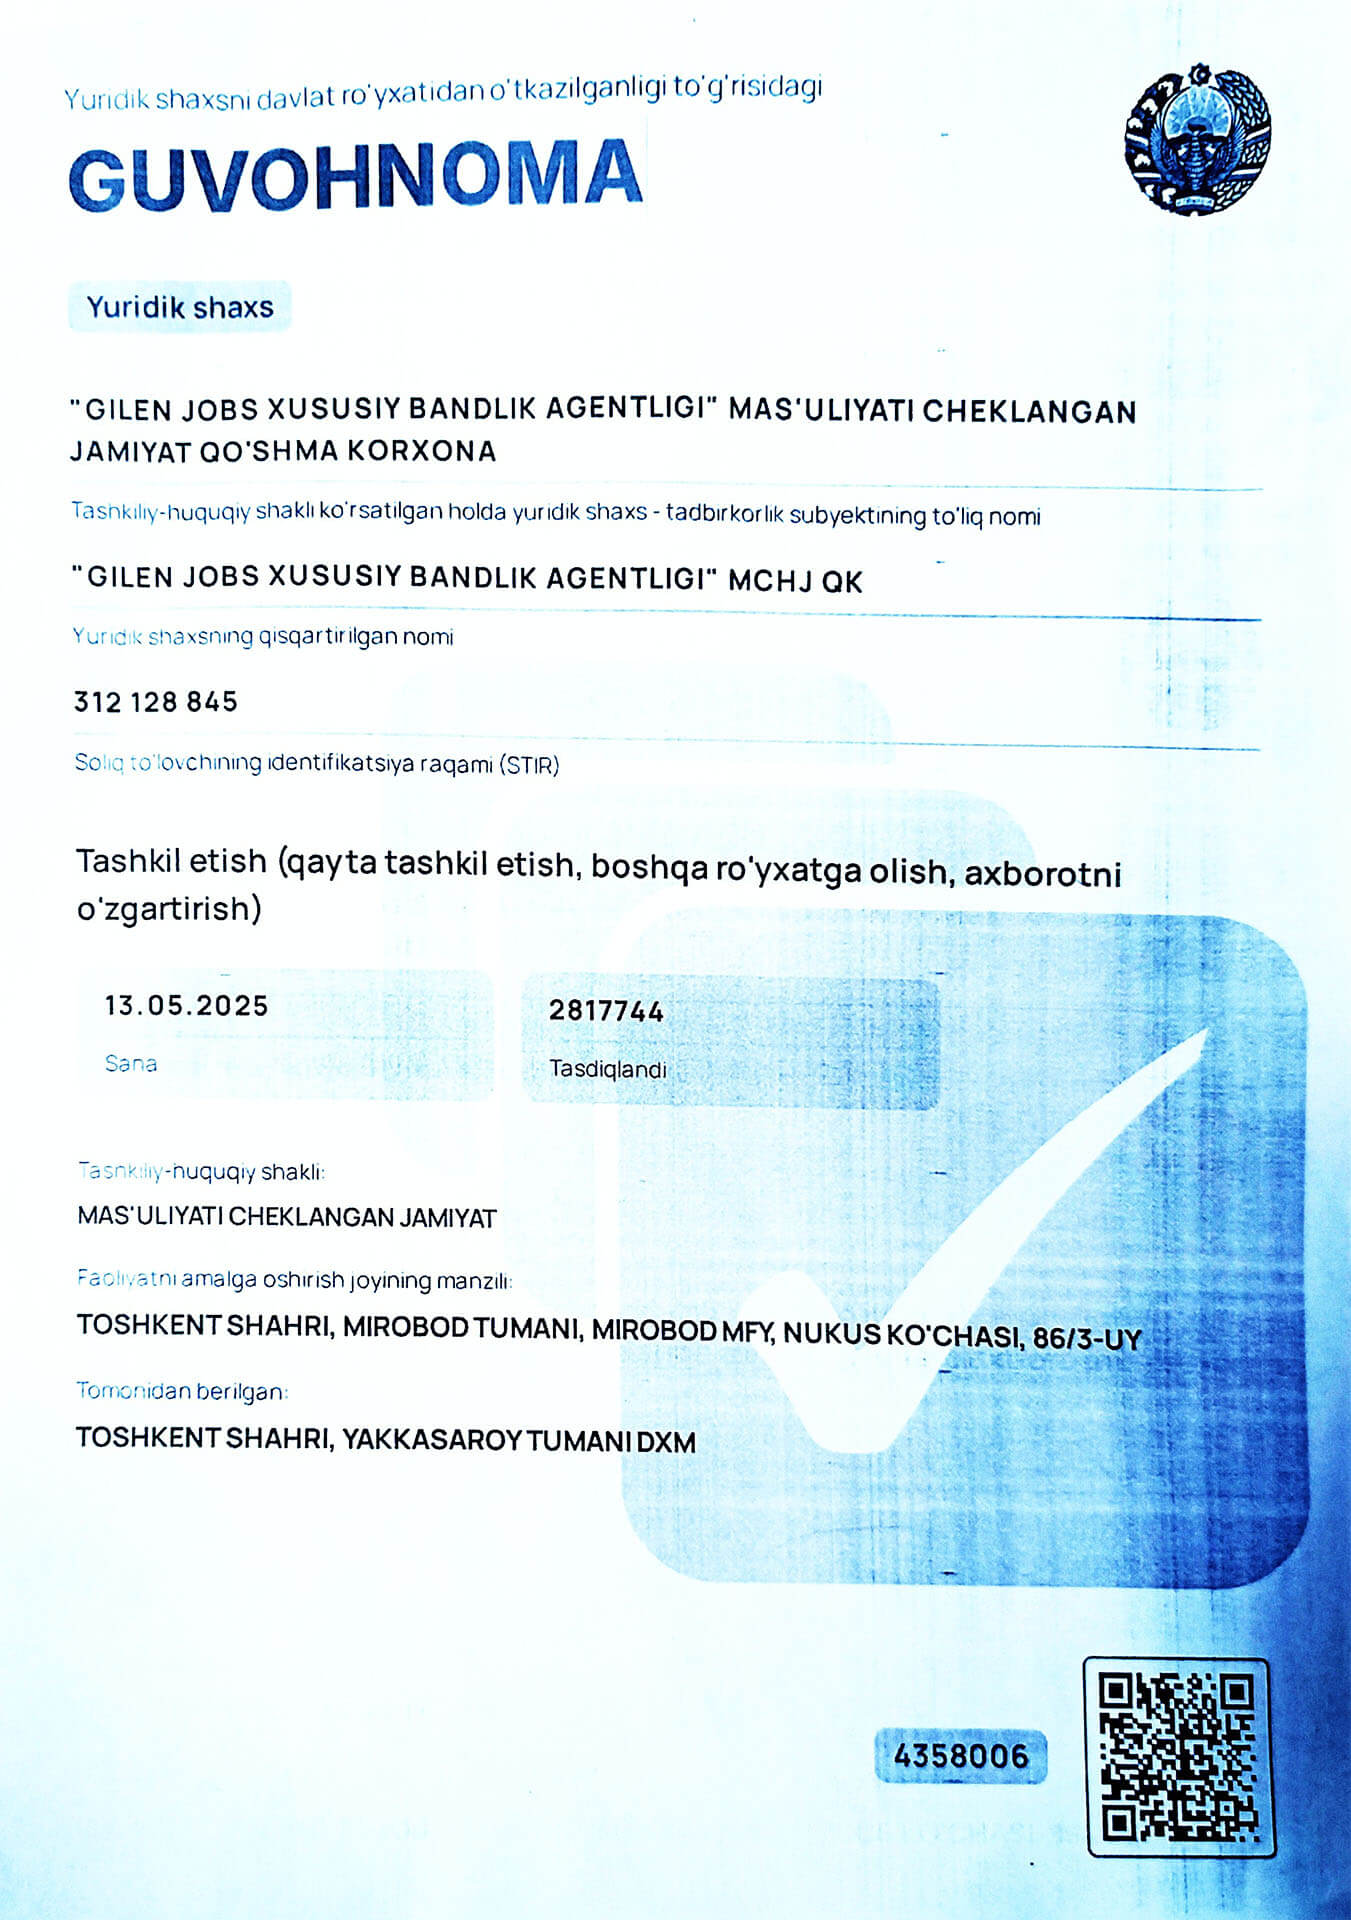 Yuridik shaxsni davlat ro'yxatidan o'tkazilganligi to'g'risidagi
GUVOHNOMA
Yuridik shaxs
"GILEN JOBS XUSUSIY BANDLIK AGENTLIGI" MAS'ULIYATI CHEKLANGAN
JAMIYAT QO'SHMA KORXONA
Tashkiliy-huquqiy shakli ko'rsatilgan holda yuridik shaxs - tadbirkorlik subyektining to'liq nomi
"GILEN JOBS XUSUSIY BANDLIK AGENTLIGI" MCHJ QK
Yuridik shaxsning qisqartirilgan nomi
312 128 845
Soliq to'lovchining identifikatsiya raqami (STIR)
Tashkil etish (qayta tashkil etish, boshqa ro'yxatga olish, axborotni
o'zgartirish)
13.05.2025
2817744
Sana
Tasdiqlandi
Tashkiliy-huquqiy shakli:
MAS'ULIYATI CHEKLANGAN JAMIYAT
Faoliyatni amalga oshirish joyining manzili:
TOSHKENT SHAHRI, MIROBOD TUMANI, MIROBOD MFY, NUKUS KO'CHASI, 86/3-UY
Tomonidan berilgan:
TOSHKENT SHAHRI, YAKKASAROY TUMANI DXM
4358006